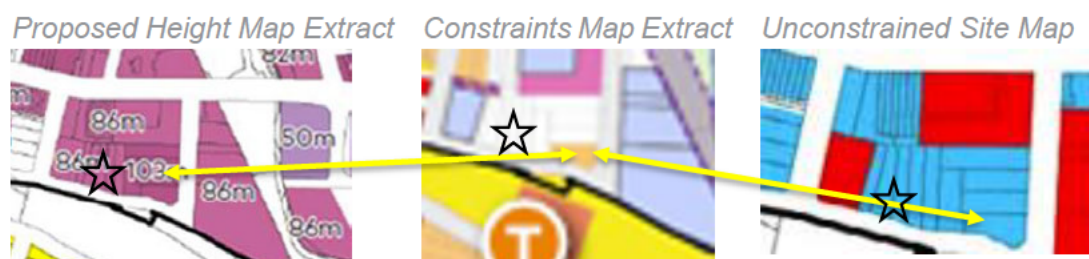 Proposed Height Map Extract
Constraints Map Extract
Unconstrained Site Map
82m
m
86m
50m
86m
103
86m
86m
T